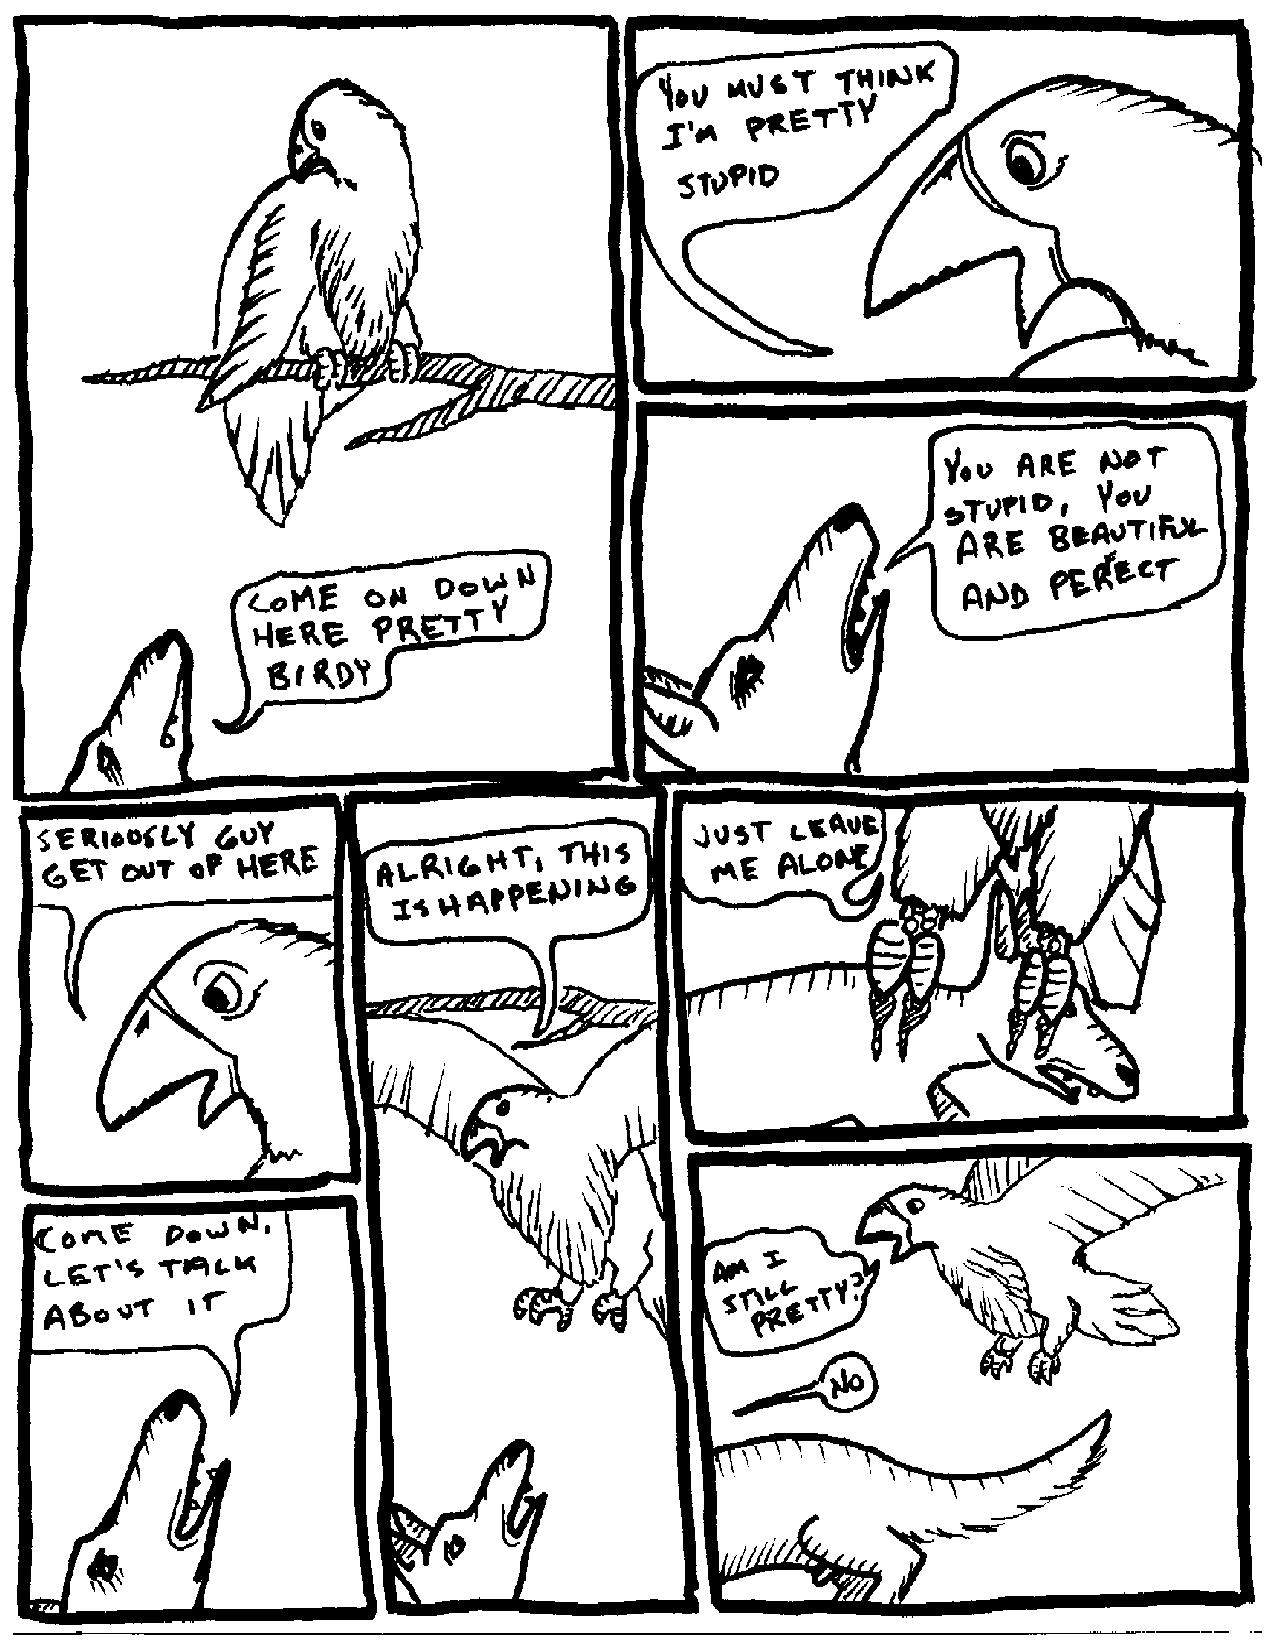 COME ON DOWN
HERE PRETTY
BIRDY
YOU MUST THINK
I'M PRETTY
STUPID
YOU ARE NOT
STUPID, YOU
ARE BEAUTIFUL
AND PERFECT
SERIOUSLY GUY
GET OUT OF HERE
COME DOWN.
LET'S TALK
ABOUT IT
ALRIGHT, THIS
IS HAPPENING
JUST LEAVE
ME ALONE
AM I
STILL
PRETTY?
NO